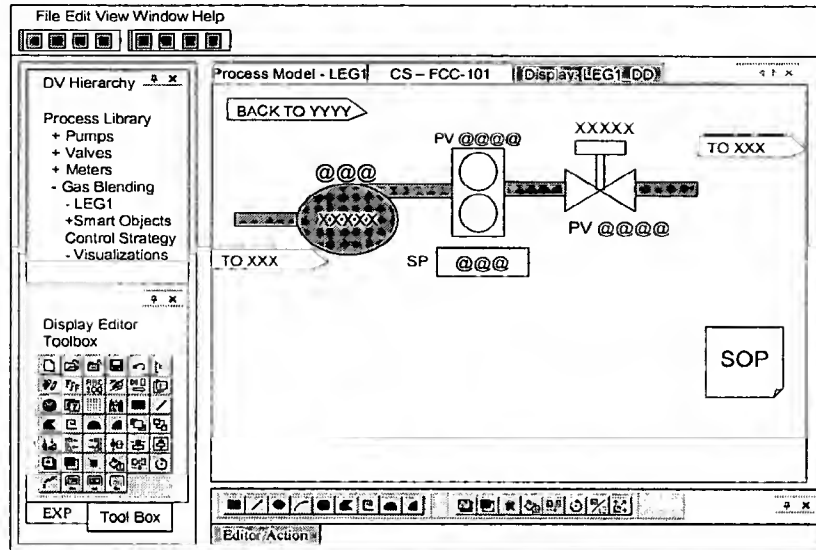 File Edit View Window Help
DV Hierarchy
Process Library
+ Pumps
+ Valves
+ Meters
- Gas Blending
- LEG1
+Smart Objects
Control Strategy
- Visualizations
Display Editor
Toolbox
EXP
Tool Box
Process Model - LEG1
CS – FCC-101
Display: LEG1_DD
BACK TO YYYY
PV @@@@
XXXXX
TO XXX
@@@
XXXXX
PV @@@@
TO XXX
SP
@@@
SOP
Editor Action